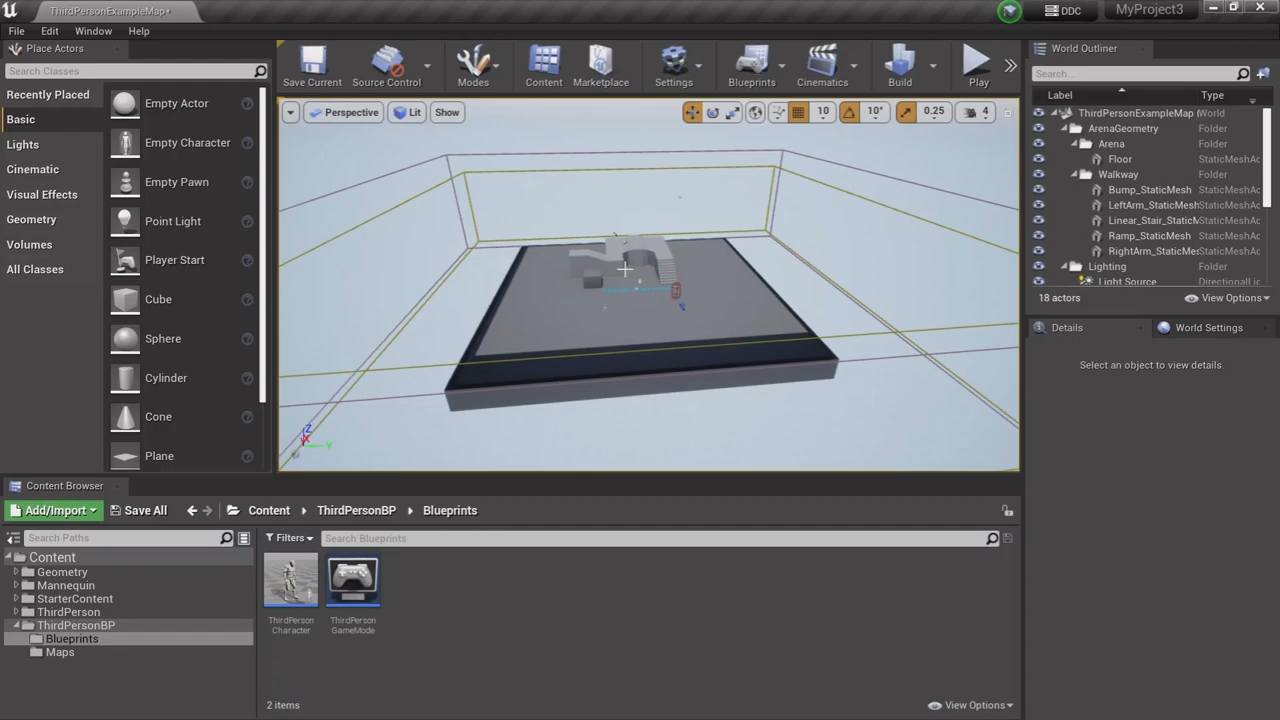 ThirdPersonExampleMap*
DDC
MyProject3
File
Edit
Window
Help
Place Actors
Search Classes
Recently Placed
Basic
Lights
Cinematic
Visual Effects
Geometry
Volumes
All Classes
Empty Actor
Empty Character
Empty Pawn
Point Light
Player Start
Cube
Sphere
Cylinder
Cone
Plane
Save Current
Source Control
Modes
Content
Marketplace
Settings
Blueprints
Cinematics
Build
Play
Perspective
Lit
Show
10
10°
0.25
4
Z
X
Y
World Outliner
Search...
Label
Type
ThirdPersonExampleMap (
World
ArenaGeometry
Folder
Arena
Folder
Floor
StaticMeshAc
Walkway
Folder
Bump_StaticMesh
StaticMeshAc
LeftArm_StaticMesh
StaticMeshAc
Linear_Stair_StaticM
StaticMeshAc
Ramp_StaticMesh
StaticMeshAc
RightArm_StaticMes
StaticMeshAc
Lighting
Folder
Light Source
DirectionalLi
18 actors
View Options
Details
World Settings
Select an object to view details.
Content Browser
Add/Import
Save All
Content
ThirdPersonBP
Blueprints
Search Paths
Filters
Search Blueprints
Content
Geometry
Mannequin
StarterContent
ThirdPerson
ThirdPersonBP
Blueprints
Maps
ThirdPerson
Character
ThirdPerson
GameMode
2 items
View Options